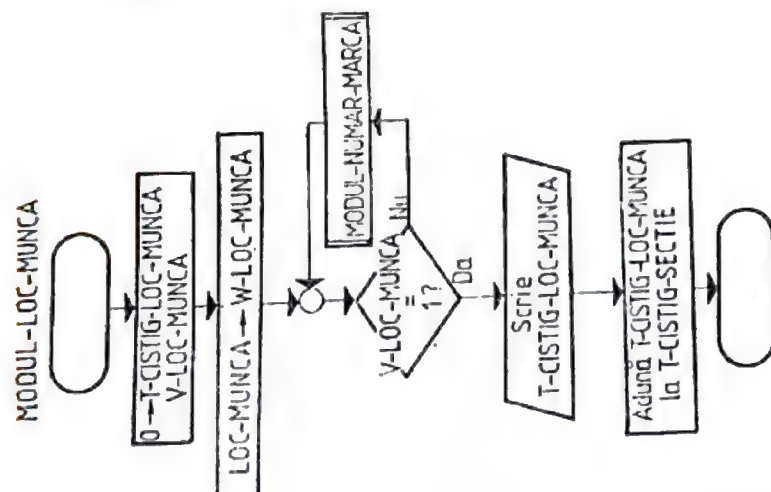 MODUL-LOC-MUNCA
0→T-CISTIG-LOC-MUNCA
V-LOC-MUNCA
LOC-MUNCA→W-LOC-MUNCA
MODUL-NUMAR-MARCA
V-LOC-MUNCA
=
1?
Nu
Da
Scrie
T-CISTIG-LOC-MUNCA
Adună T-CISTIG-LOC-MUNCA
la T-CISTIG-SECTIE